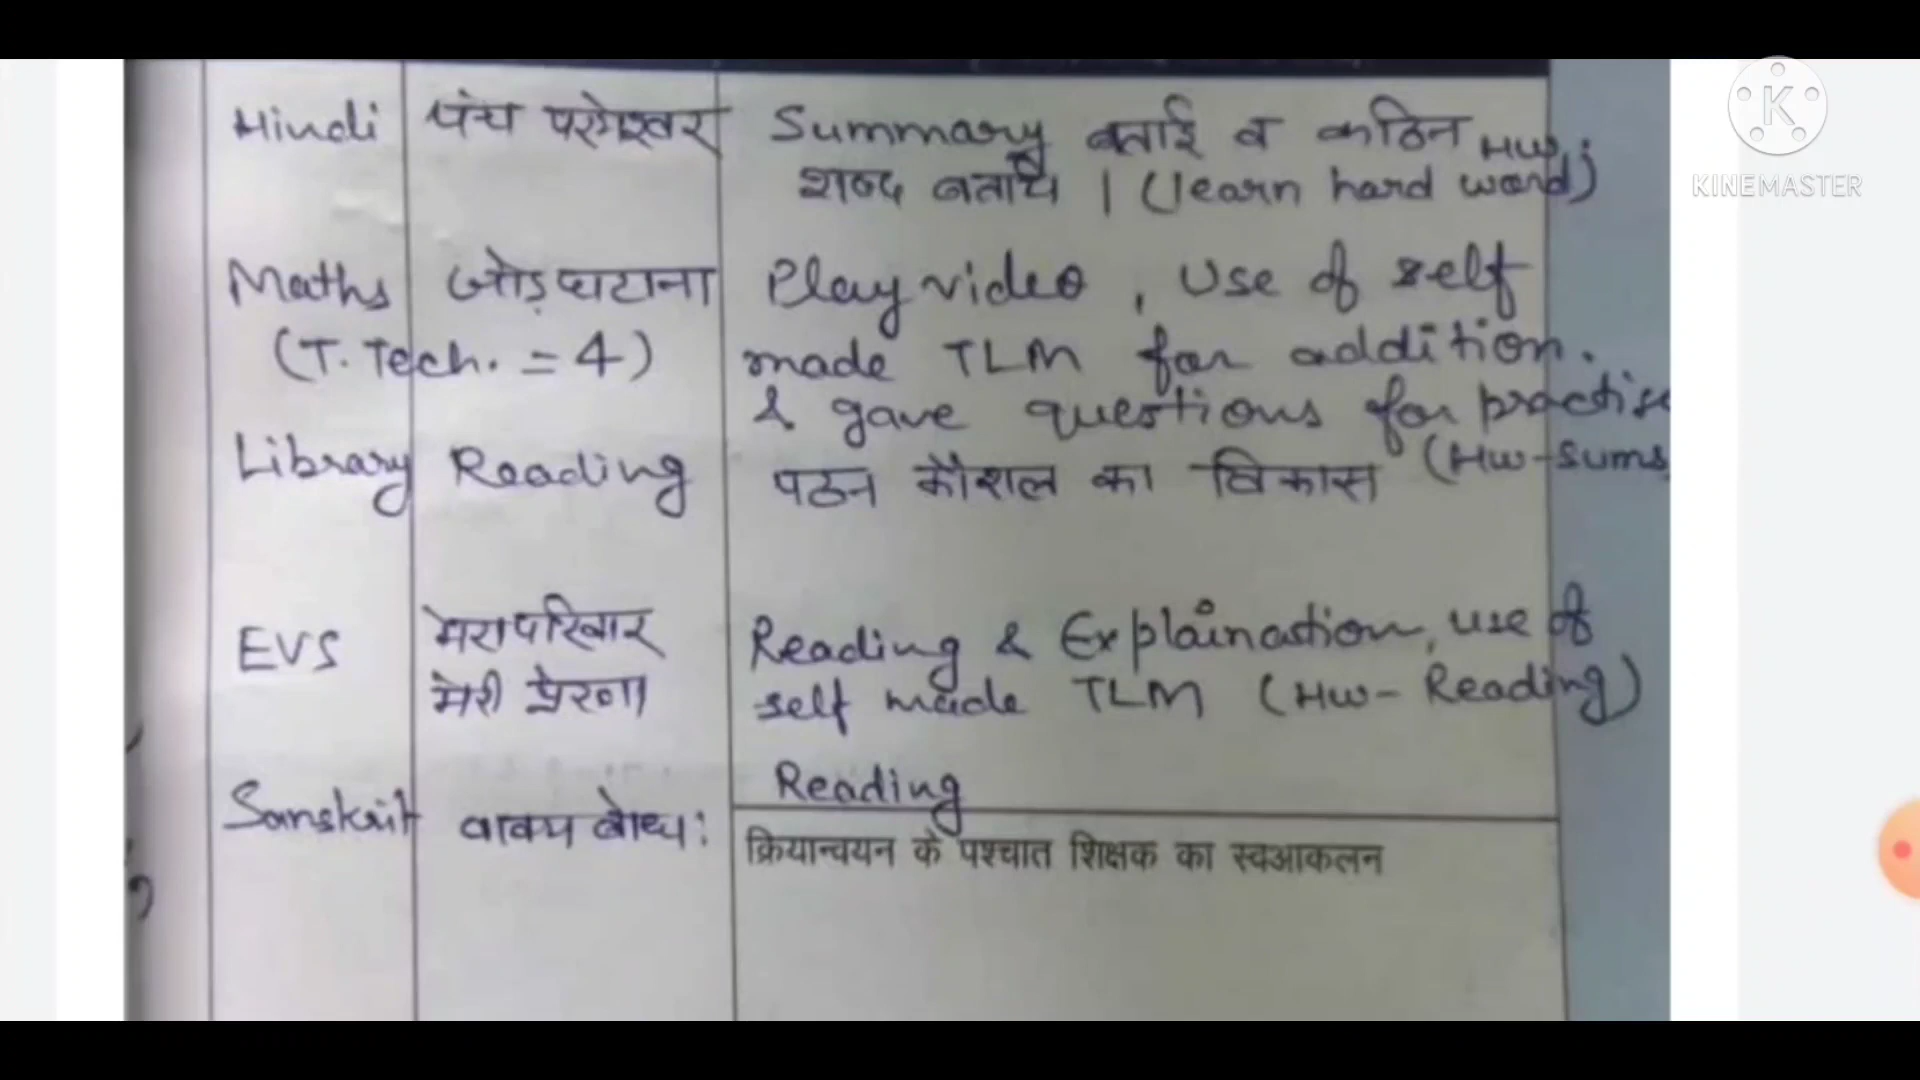 Hindi पंच परमेश्वर Summary बताई व कठिन HW:
शब्द बताये । (learn hard word)
Maths जोड़ घटाना Play video, Use of self
(T. Tech. = 4) made TLM for addition.
& gave questions for practise
Library Reading पठन कौशल का विकास (HW-sums
EVS मेरा परिवार Reading & Explaination, use of
मेरी प्रेरणा self made TLM (HW- Reading)
Reading
Sanskrit वाक्य बोध:
क्रियान्वयन के पश्चात शिक्षक का स्वआकलन
K
KINEMASTER